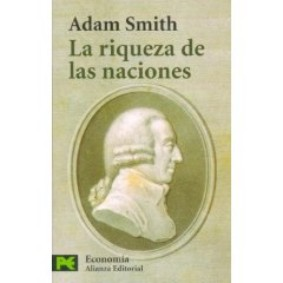 Adam Smith
La riqueza de
las naciones
Economía
Alianza Editorial